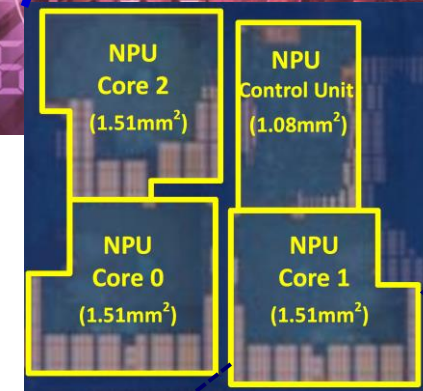 NPU
Core 2
(1.51mm²)
NPU
Control Unit
(1.08mm²)
NPU
Core 0
(1.51mm²)
NPU
Core 1
(1.51mm²)